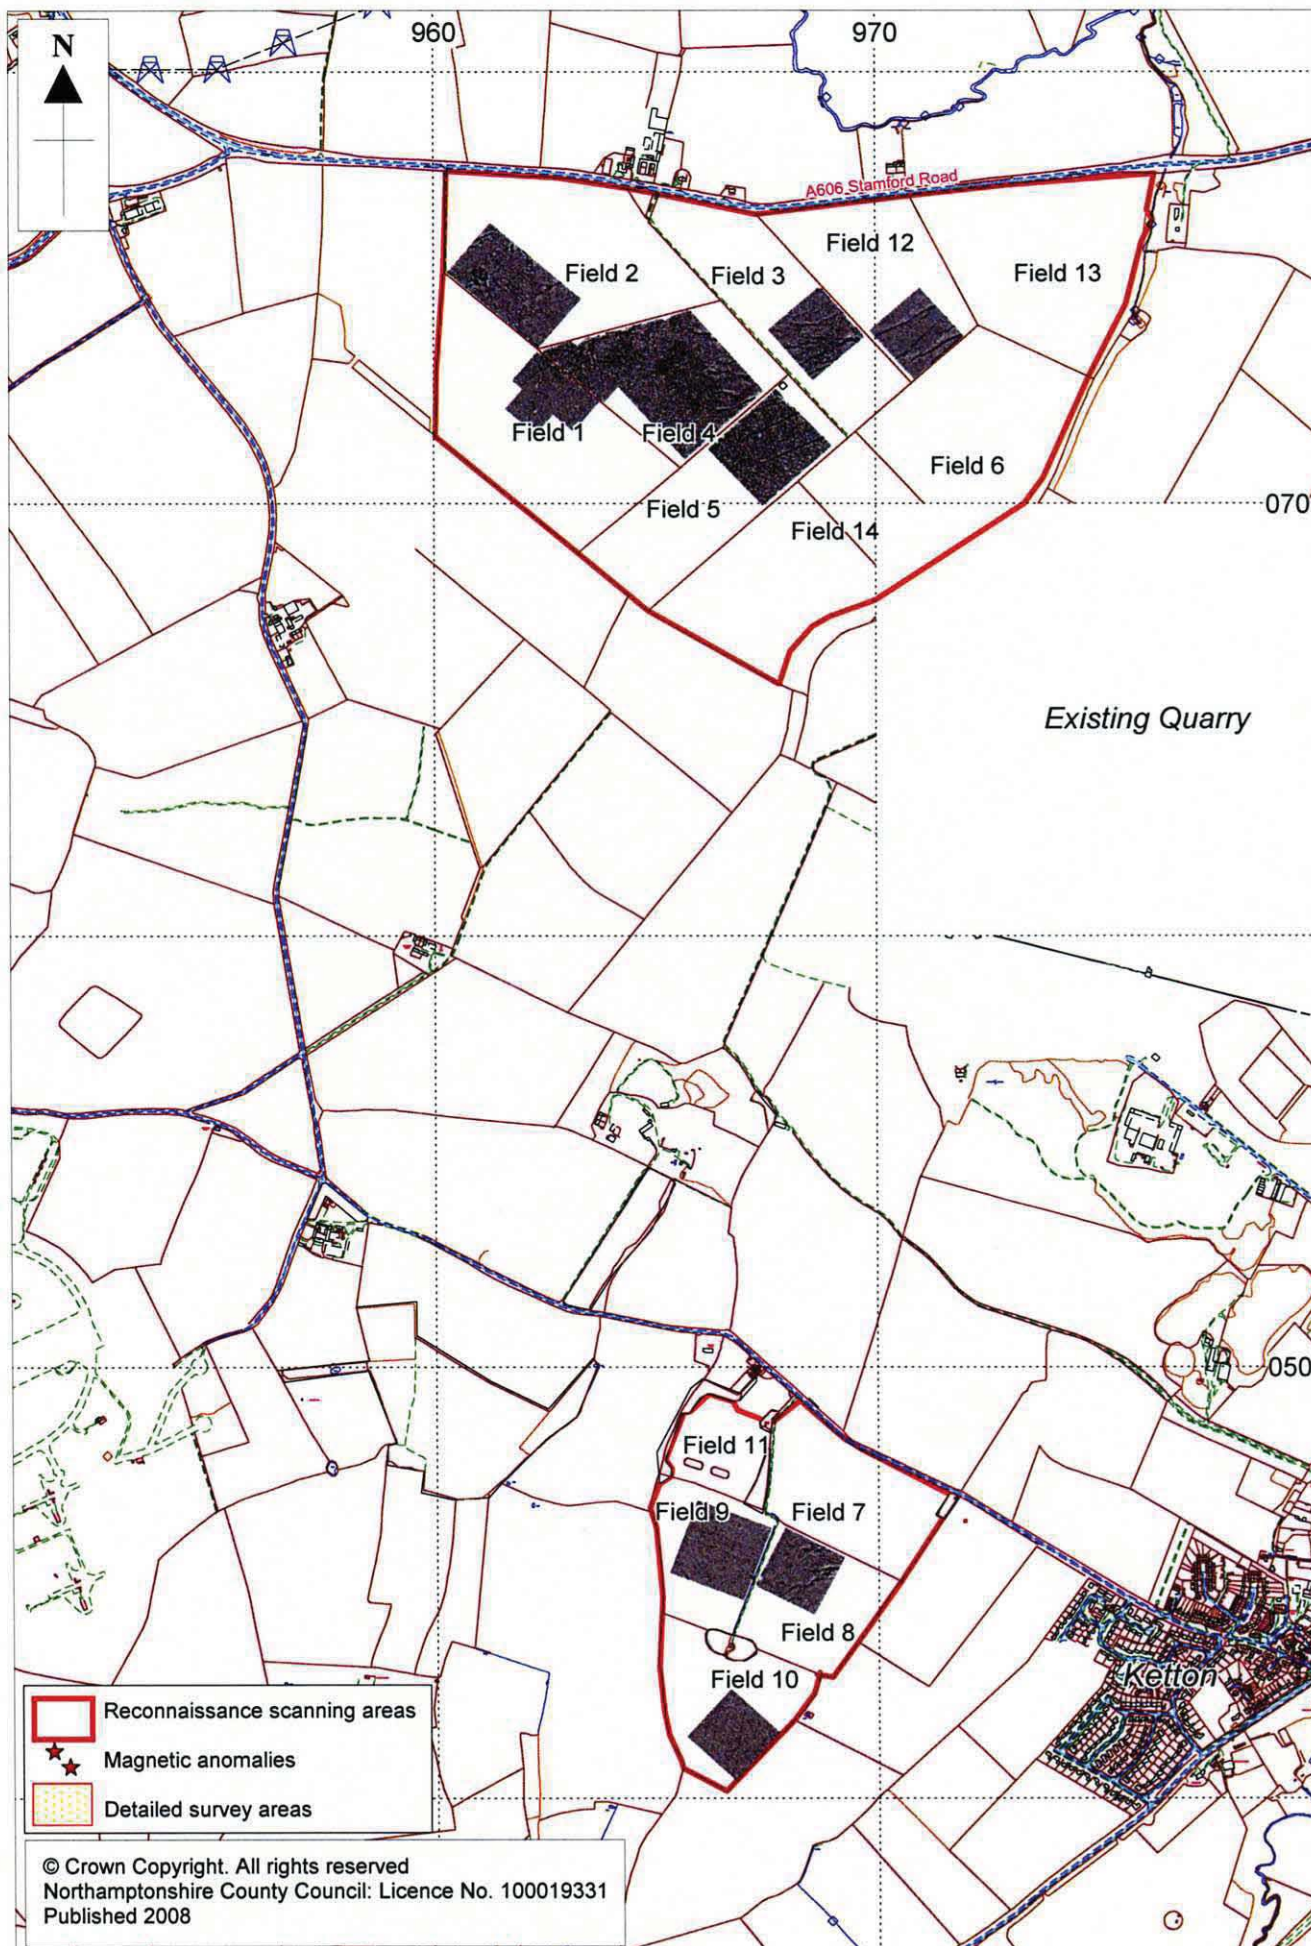 N
960
970
A606 Stamford Road
Field 12
Field 2
Field 3
Field 13
Field 1
Field 4
Field 6
070
Field 5
Field 14
Existing Quarry
050
Field 11
Field 9
Field 7
Field 8
Field 10
Ketton
Reconnaissance scanning areas
Magnetic anomalies
Detailed survey areas
© Crown Copyright. All rights reserved
Northamptonshire County Council: Licence No. 100019331
Published 2008